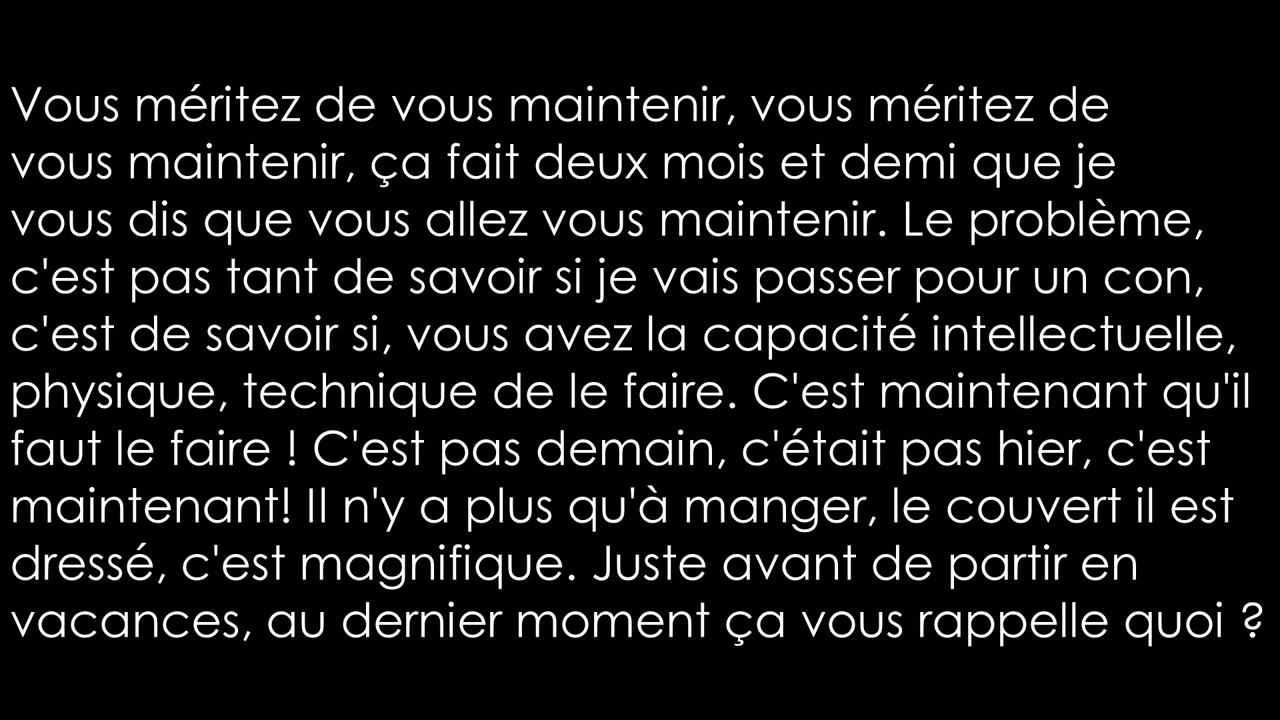 Vous méritez de vous maintenir, vous méritez de
vous maintenir, ça fait deux mois et demi que je
vous dis que vous allez vous maintenir. Le problème,
c'est pas tant de savoir si je vais passer pour un con,
c'est de savoir si, vous avez la capacité intellectuelle,
physique, technique de le faire. C'est maintenant qu'il
faut le faire ! C'est pas demain, c'était pas hier, c'est
maintenant! Il n'y a plus qu'à manger, le couvert il est
dressé, c'est magnifique. Juste avant de partir en
vacances, au dernier moment ça vous rappelle quoi ?